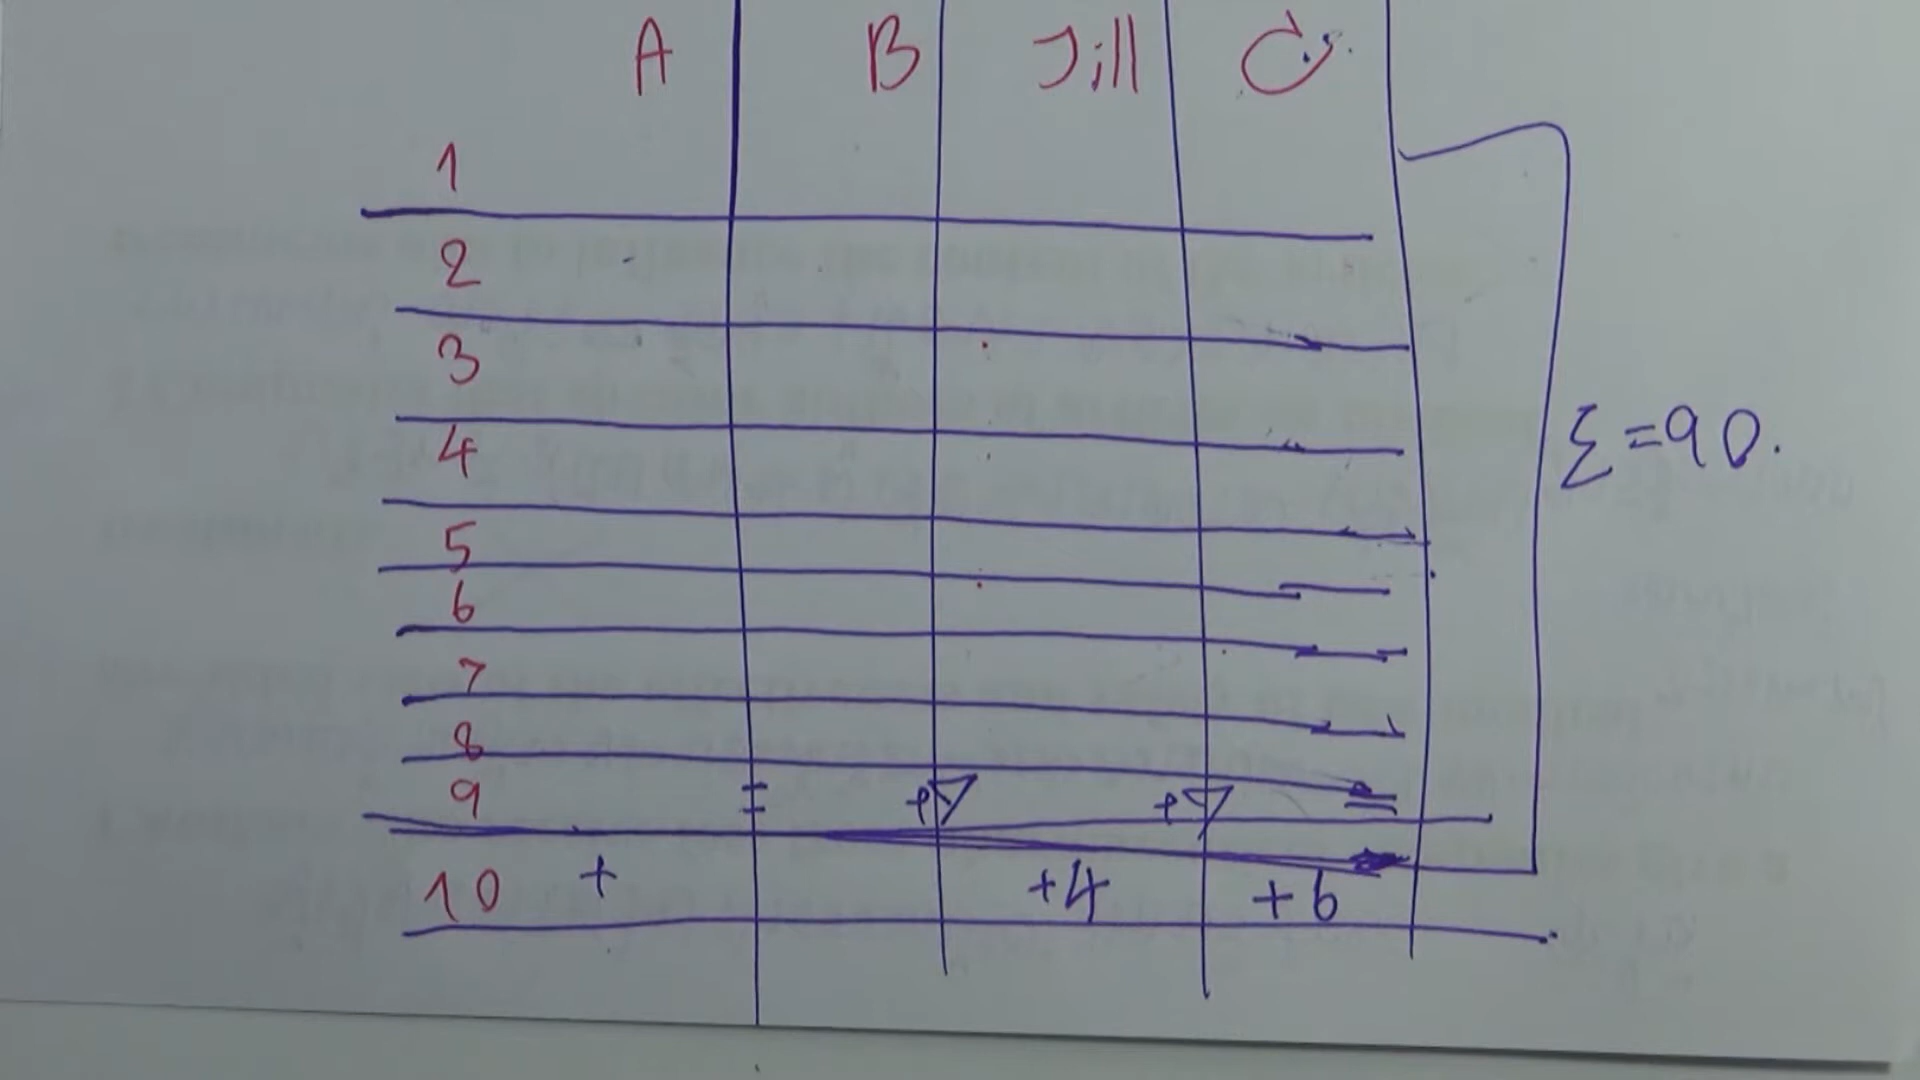 A B Jill C
1
2
3
4
Σ=90.
5
6
7
8
9 = +∇ +∇ =
10 + +4 +6